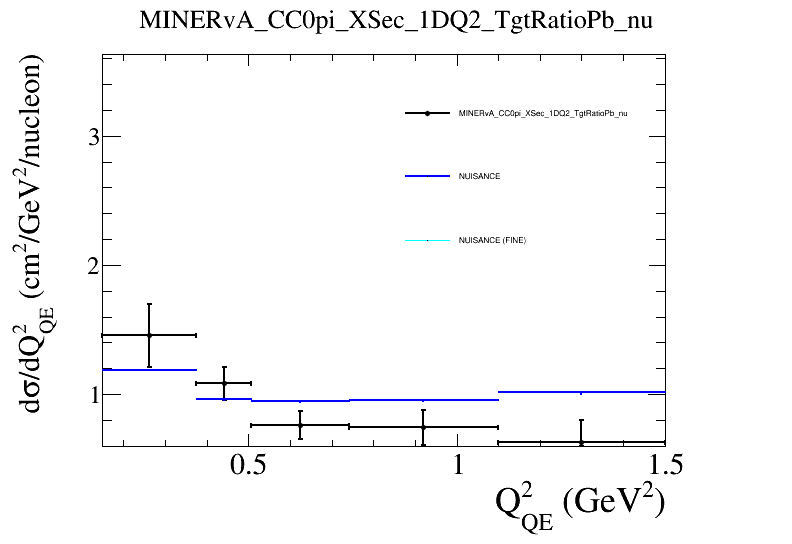 MINERvA_CC0pi_XSec_1DQ2_TgtRatioPb_nu
dσ/dQ²QE (cm²/GeV²/nucleon)
MINERvA_CC0pi_XSec_1DQ2_TgtRatioPb_nu
NUISANCE
NUISANCE (FINE)
3
2
1
0.5 1 1.5
Q²QE (GeV²)